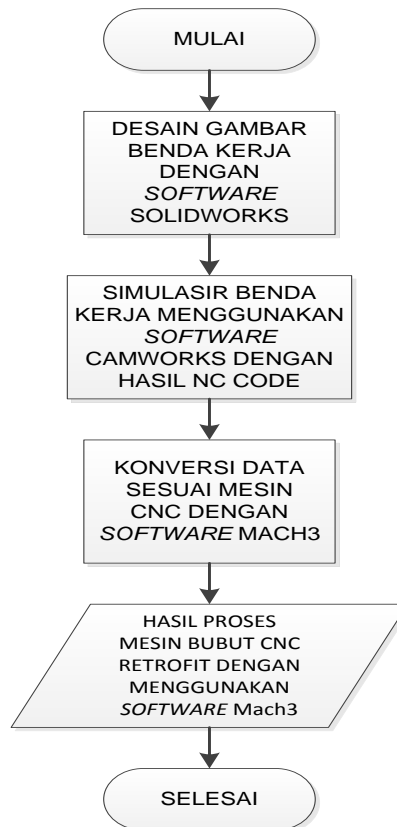 MULAI
DESAIN GAMBAR
BENDA KERJA
DENGAN
SOFTWARE
SOLIDWORKS
SIMULASIR BENDA
KERJA MENGGUNAKAN
SOFTWARE
CAMWORKS DENGAN
HASIL NC CODE
KONVERSI DATA
SESUAI MESIN
CNC DENGAN
SOFTWARE MACH3
HASIL PROSES
MESIN BUBUT CNC
RETROFIT DENGAN
MENGGUNAKAN
SOFTWARE Mach3
SELESAI